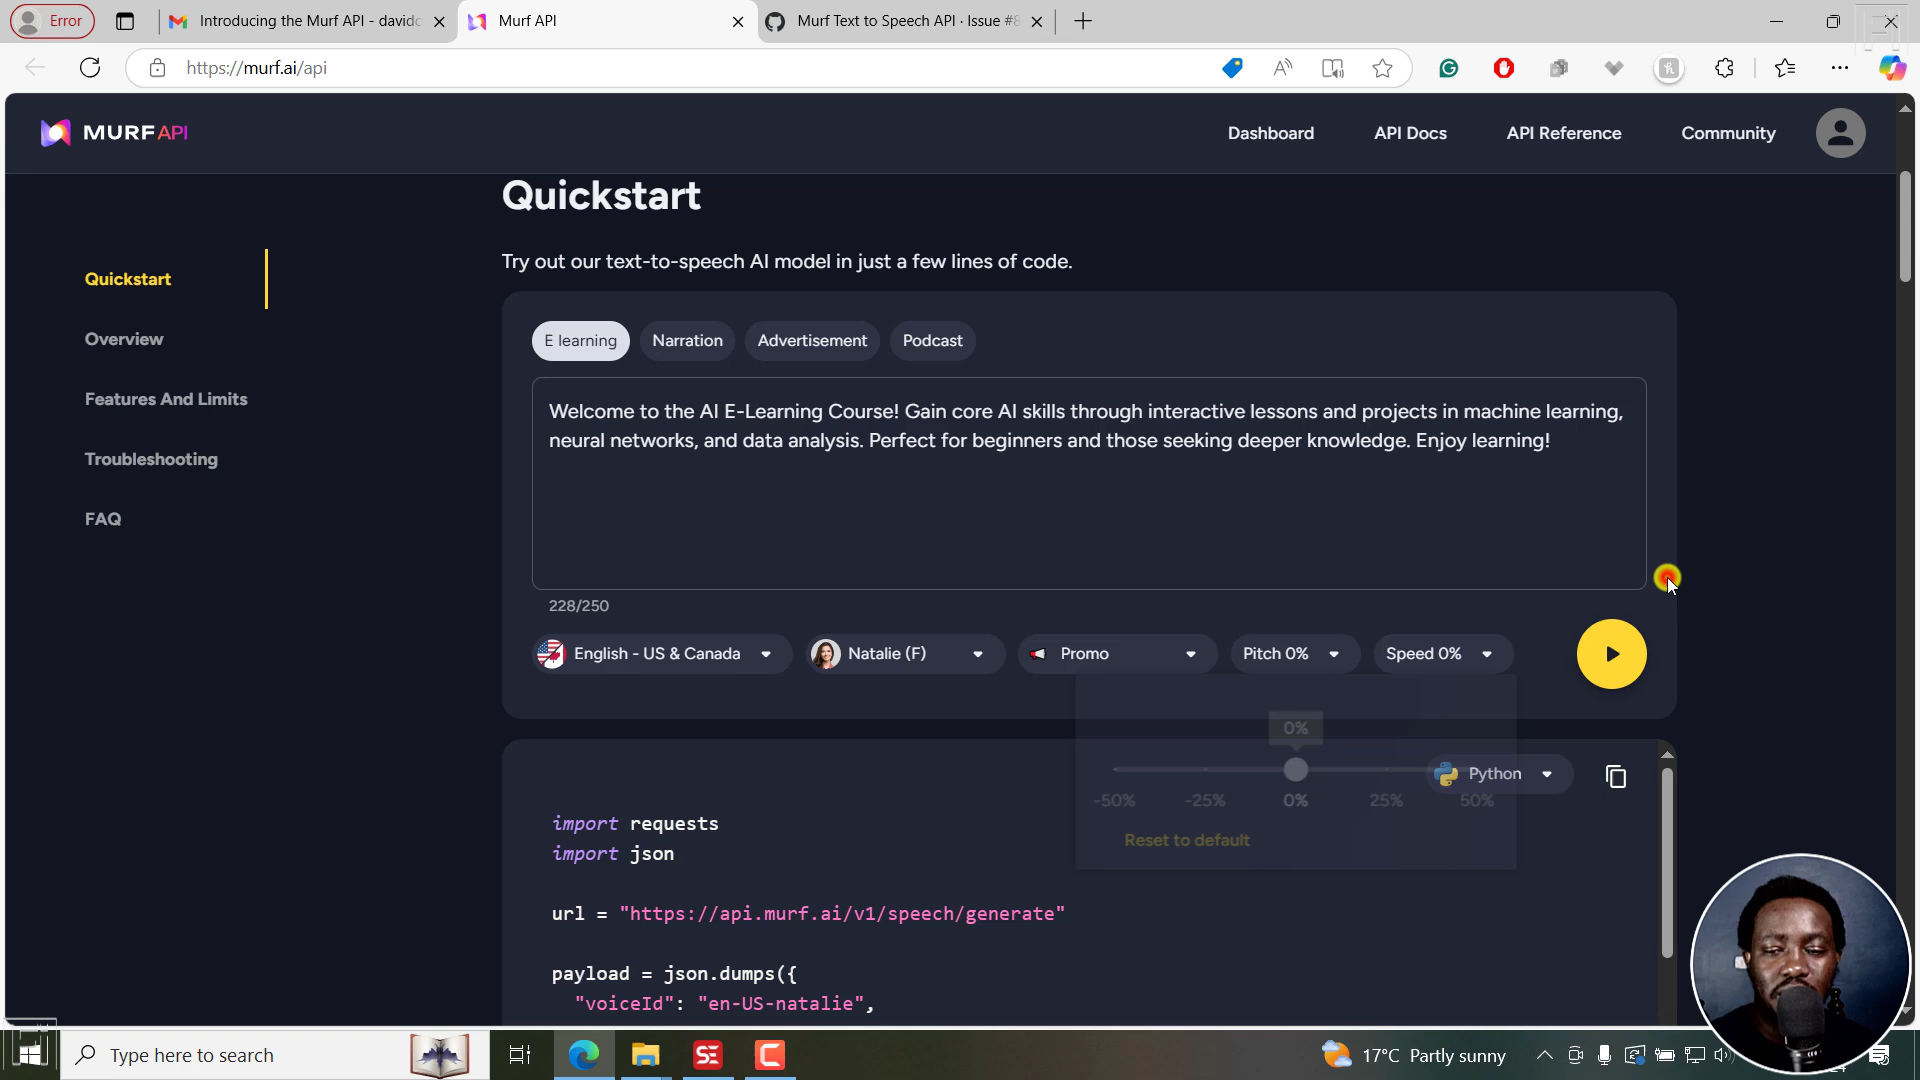 Error
Introducing the Murf API - davidc
Murf API
Murf Text to Speech API · Issue #8
https://murf.ai/api
MURF API
Dashboard
API Docs
API Reference
Community
Quickstart
Overview
Features And Limits
Troubleshooting
FAQ
Quickstart
Try out our text-to-speech AI model in just a few lines of code.
E learning
Narration
Advertisement
Podcast
Welcome to the AI E-Learning Course! Gain core AI skills through interactive lessons and projects in machine learning,
neural networks, and data analysis. Perfect for beginners and those seeking deeper knowledge. Enjoy learning!
228/250
English - US & Canada
Natalie (F)
Promo
Pitch 0%
Speed 0%
0%
-50% -25% 0% 25% 50%
Reset to default
Python
import requests
import json
url = "https://api.murf.ai/v1/speech/generate"
payload = json.dumps({
"voiceId": "en-US-natalie",
Type here to search
17°C Partly sunny